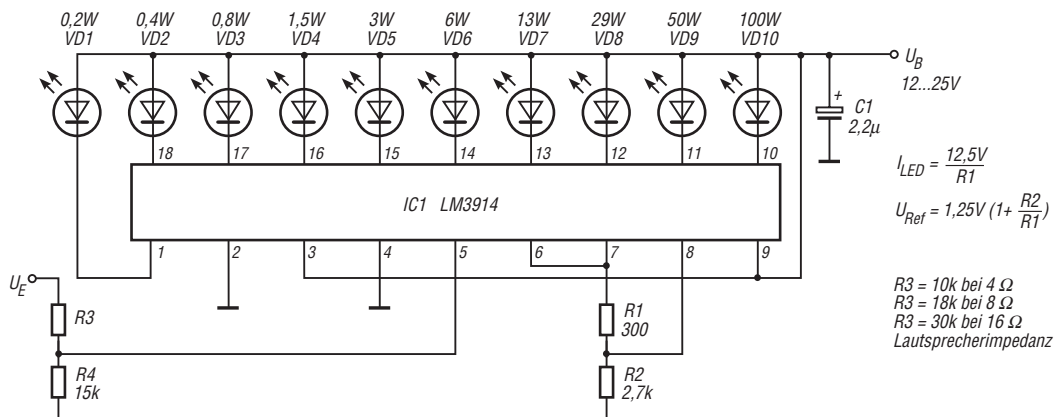 0,2W 0,4W 0,8W 1,5W 3W 6W 13W 29W 50W 100W
VD1 VD2 VD3 VD4 VD5 VD6 VD7 VD8 VD9 VD10
U_B
12...25V
+
C1
2,2µ
18 17 16 15 14 13 12 11 10
IC1 LM3914
1 2 3 4 5 6 7 8 9
I_LED = 12,5V / R1
U_Ref = 1,25V (1+ R2/R1)
U_E
R3
R4
15k
R1
300
R2
2,7k
R3 = 10k bei 4 Ω
R3 = 18k bei 8 Ω
R3 = 30k bei 16 Ω
Lautsprecherimpedanz